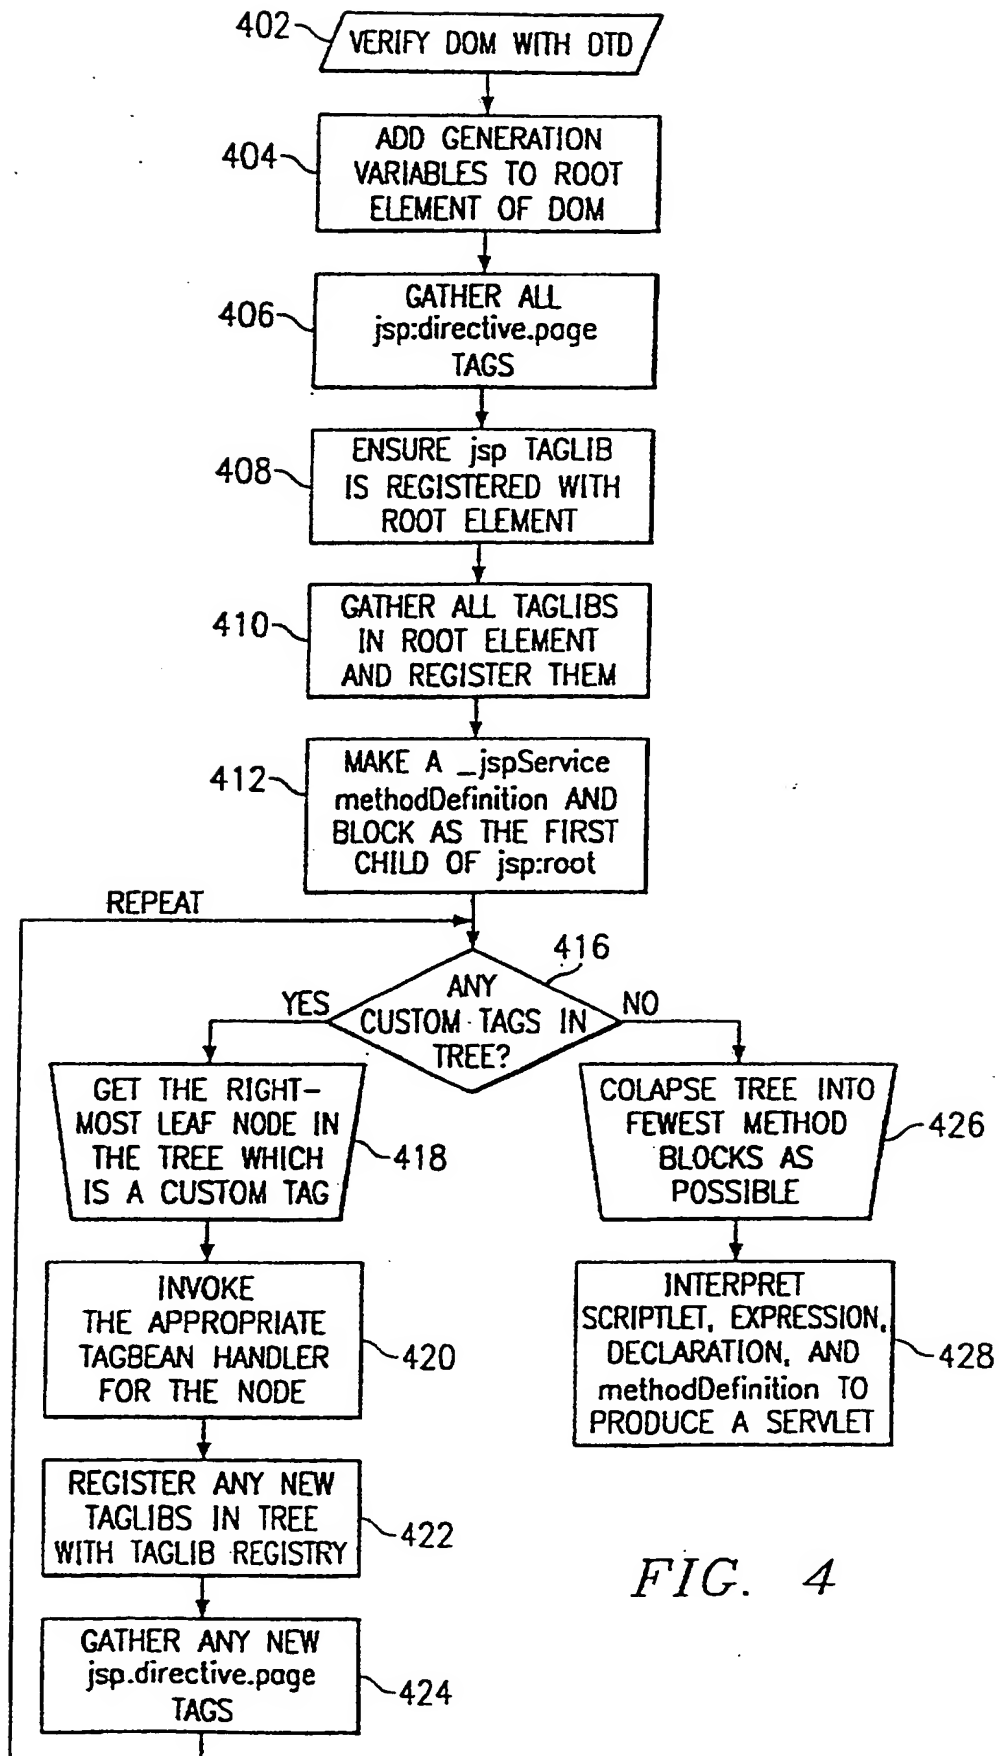 402
VERIFY DOM WITH DTD
404
ADD GENERATION
VARIABLES TO ROOT
ELEMENT OF DOM
406
GATHER ALL
jsp:directive.page
TAGS
408
ENSURE jsp TAGLIB
IS REGISTERED WITH
ROOT ELEMENT
410
GATHER ALL TAGLIBS
IN ROOT ELEMENT
AND REGISTER THEM
412
MAKE A _jspService
methodDefinition AND
BLOCK AS THE FIRST
CHILD OF jsp:root
REPEAT
416
ANY
CUSTOM TAGS IN
TREE?
YES
NO
GET THE RIGHT-
MOST LEAF NODE IN
THE TREE WHICH
IS A CUSTOM TAG
418
COLAPSE TREE INTO
FEWEST METHOD
BLOCKS AS
POSSIBLE
426
INVOKE
THE APPROPRIATE
TAGBEAN HANDLER
FOR THE NODE
420
INTERPRET
SCRIPTLET, EXPRESSION,
DECLARATION, AND
methodDefinition TO
PRODUCE A SERVLET
428
REGISTER ANY NEW
TAGLIBS IN TREE
WITH TAGLIB REGISTRY
422
GATHER ANY NEW
jsp.directive.page
TAGS
424
FIG. 4